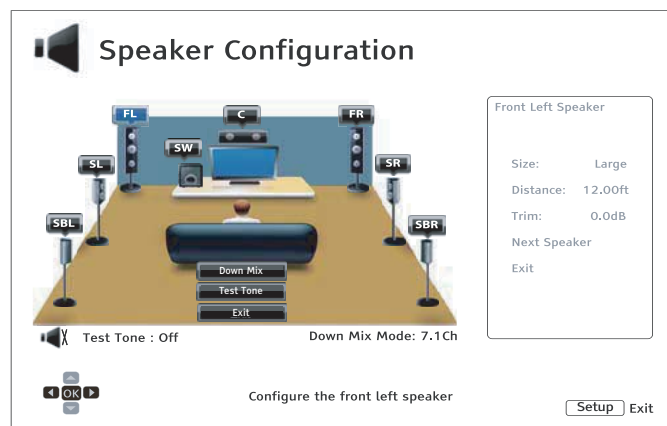 Speaker Configuration
FL
C
FR
SW
SL
SR
SBL
SBR
Down Mix
Test Tone
Exit
Test Tone : Off
Down Mix Mode: 7.1Ch
Front Left Speaker
Size: Large
Distance: 12.00ft
Trim: 0.0dB
Next Speaker
Exit
OK
Configure the front left speaker
Setup Exit